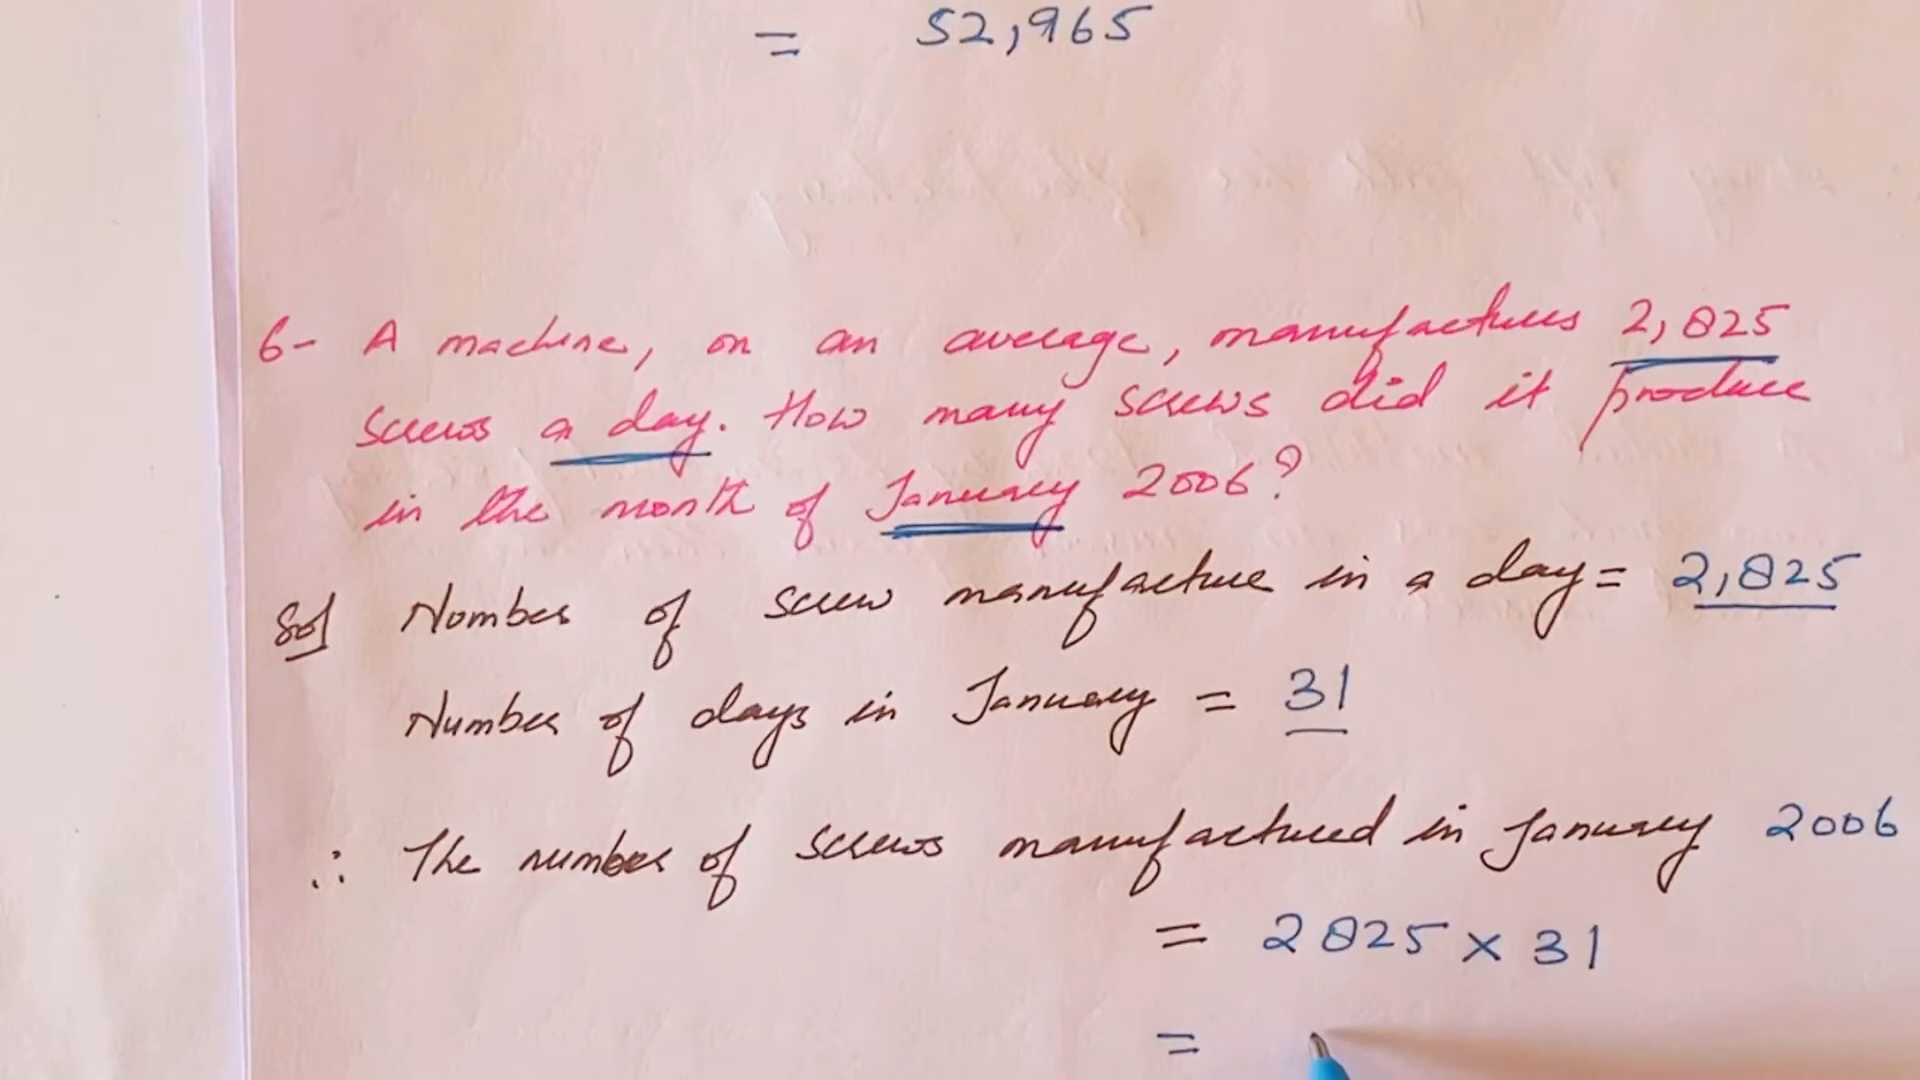 = 52,965
6- A machine, on an average, manufactures 2,825
screws a day. How many screws did it produce
in the month of January 2006?
Sol Nomber of screw manufacture in a day = 2,825
Number of days in January = 31
∴ The number of screws manufactured in January 2006
= 2825 × 31
=